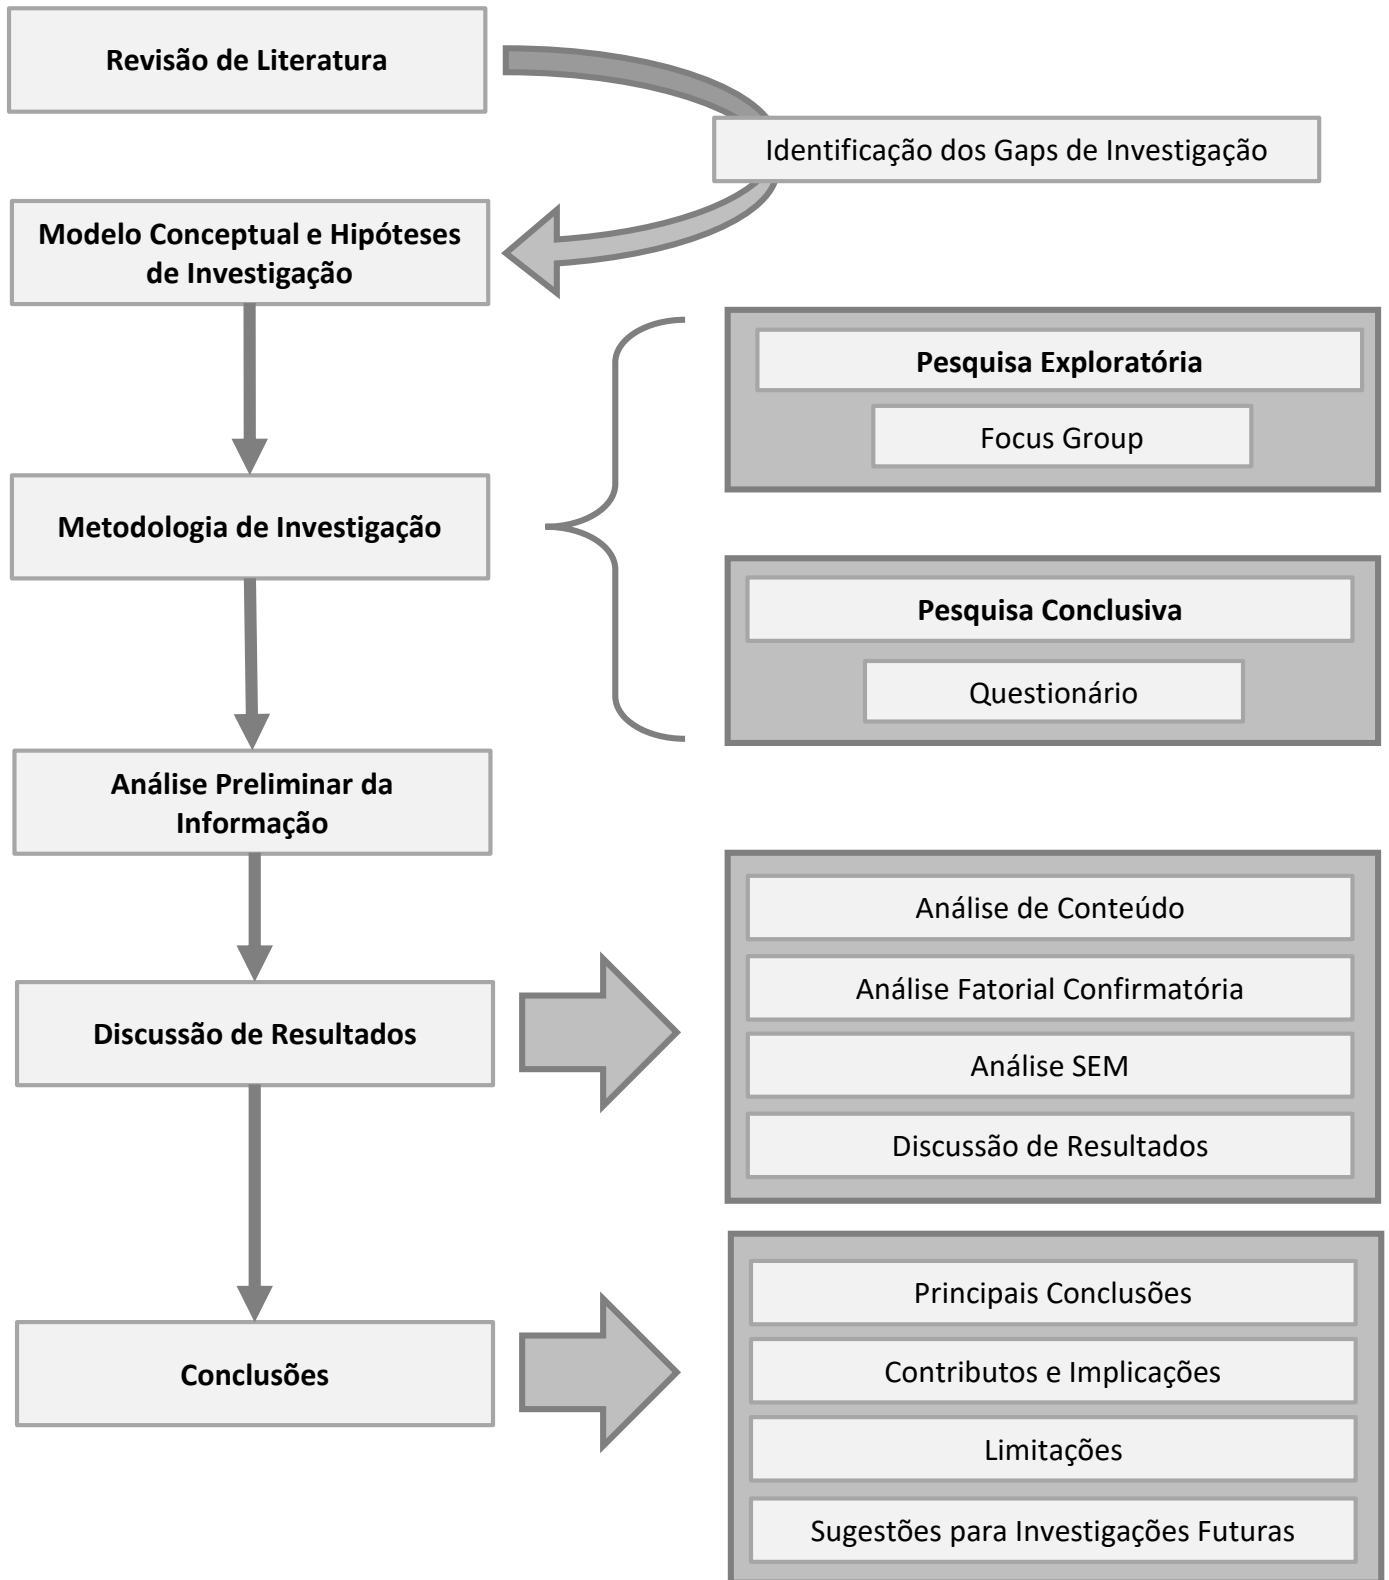 Revisão de Literatura
Identificação dos Gaps de Investigação
Modelo Conceptual e Hipóteses
de Investigação
Pesquisa Exploratória
Focus Group
Metodologia de Investigação
Pesquisa Conclusiva
Questionário
Análise Preliminar da
Informação
Análise de Conteúdo
Análise Fatorial Confirmatória
Discussão de Resultados
Análise SEM
Discussão de Resultados
Principais Conclusões
Contributos e Implicações
Conclusões
Limitações
Sugestões para Investigações Futuras